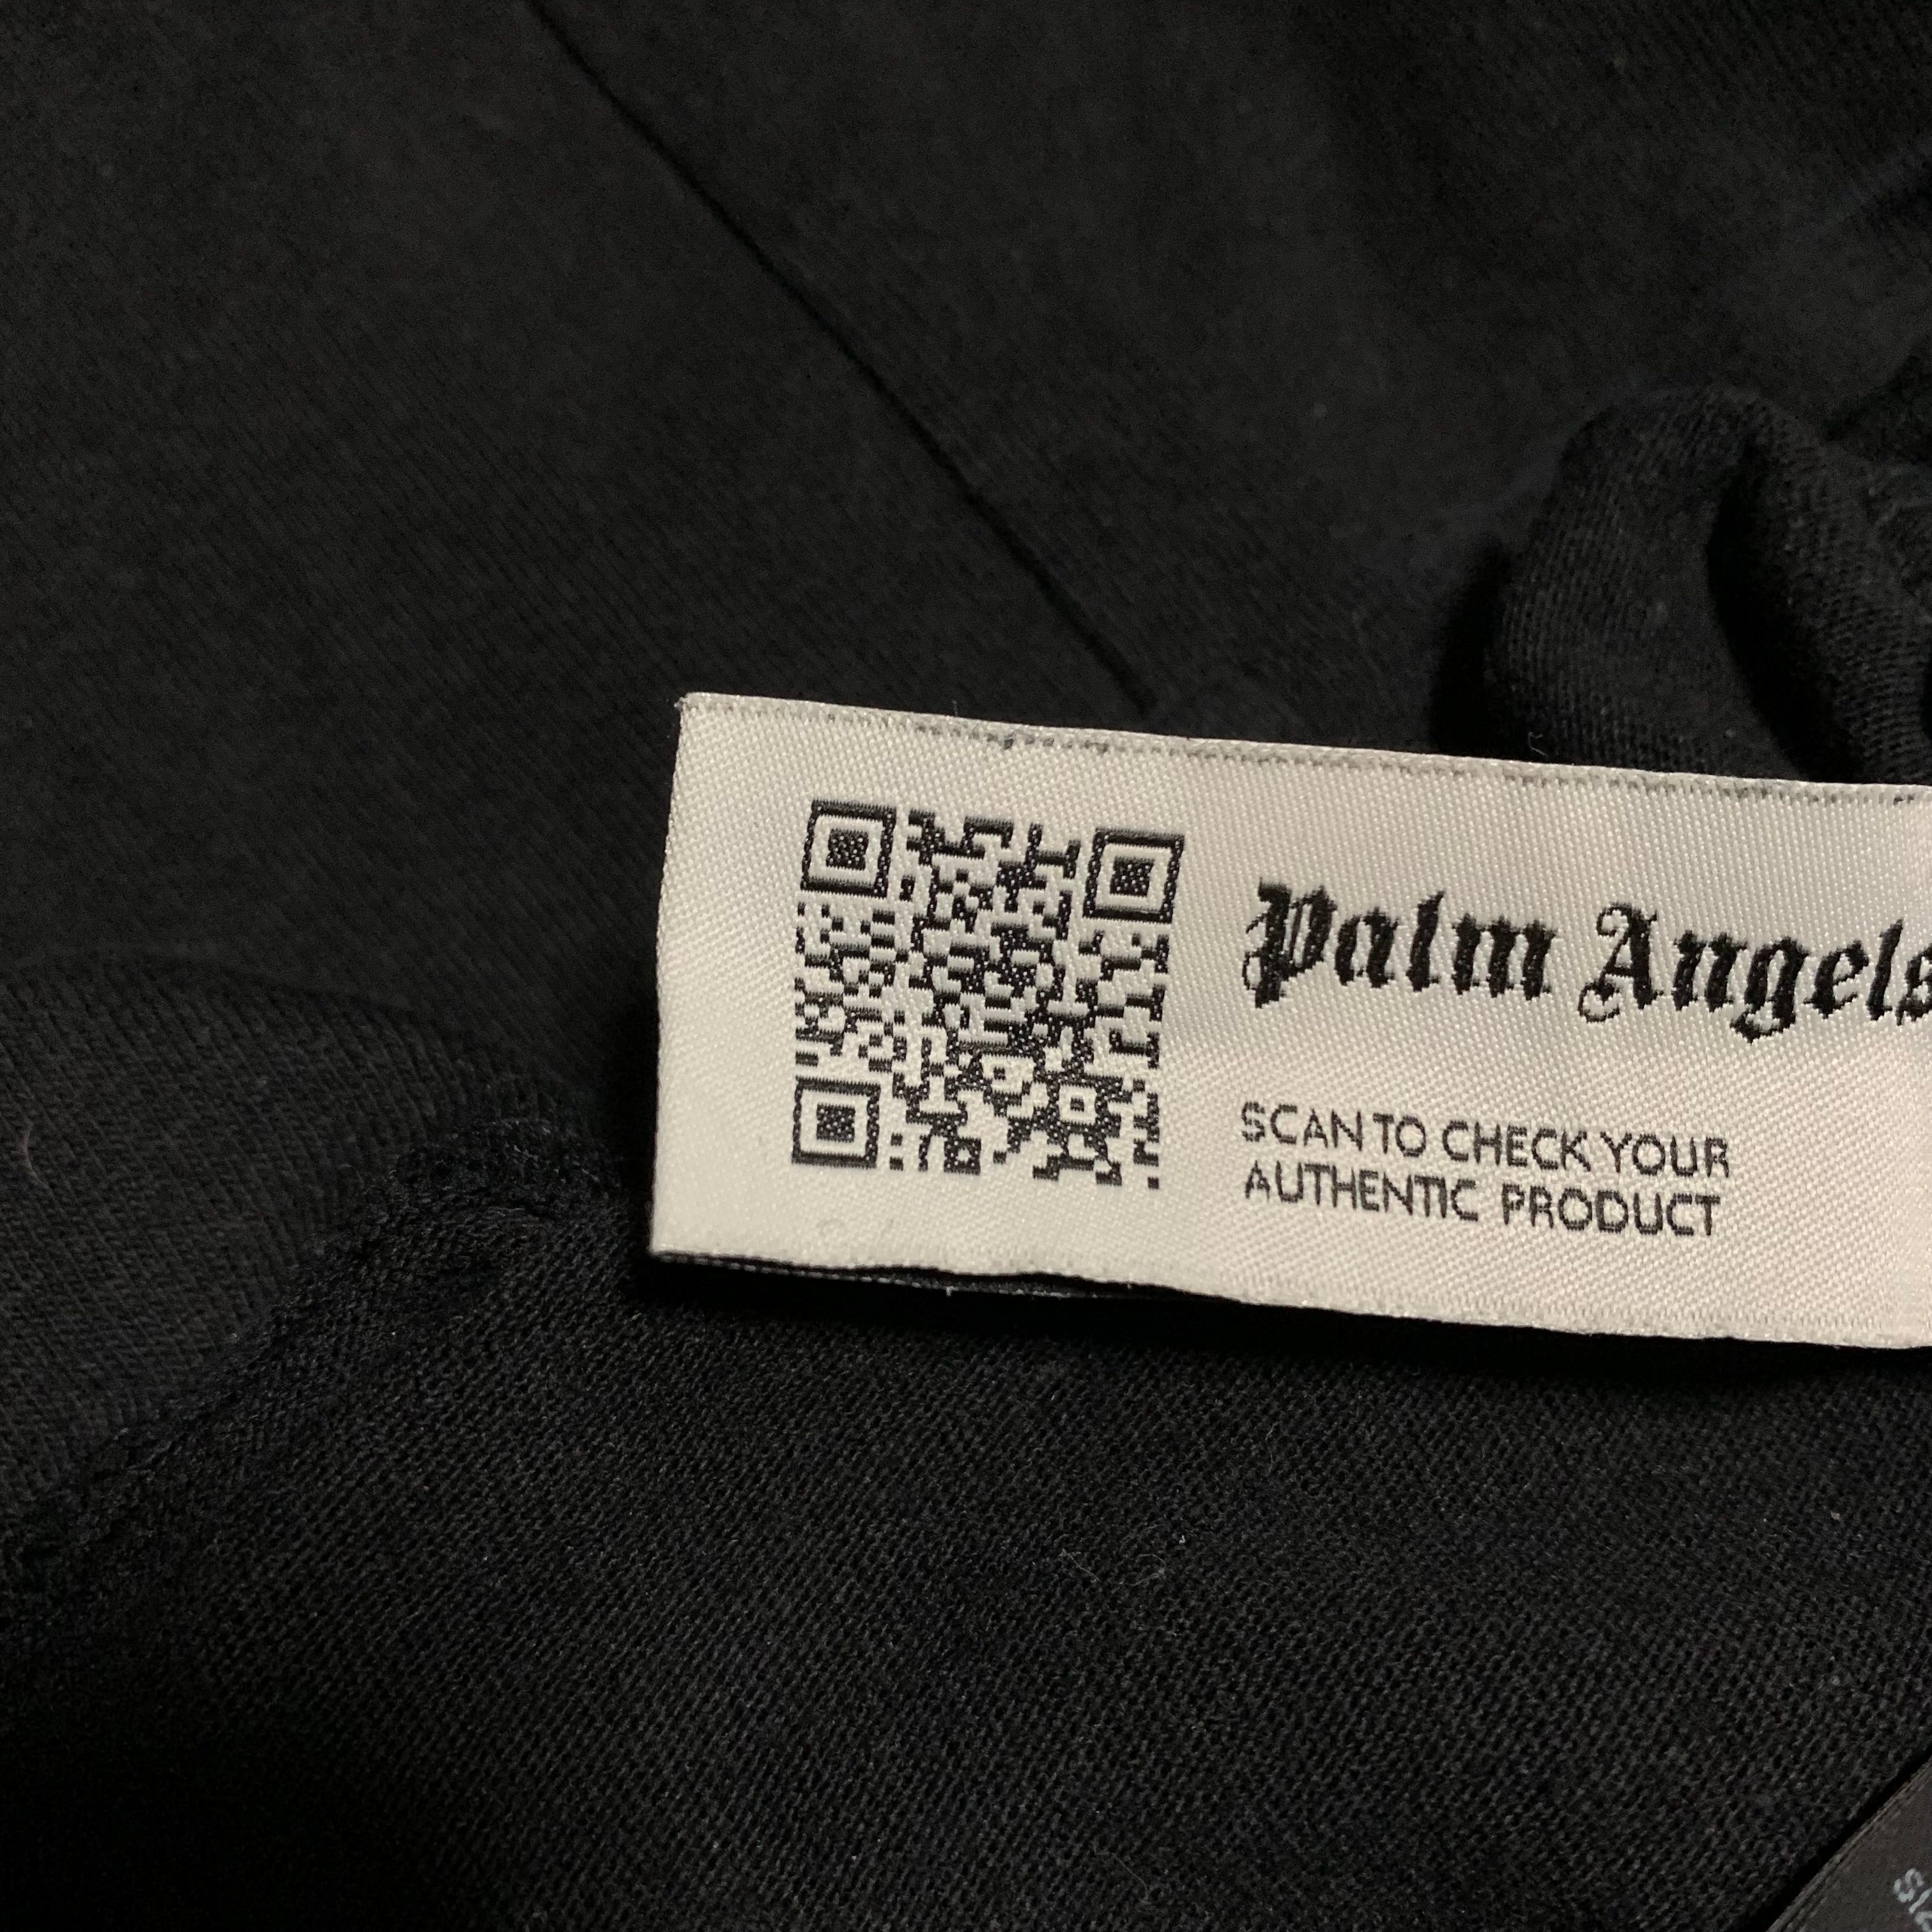 Palm Angels
SCAN TO CHECK YOUR
AUTHENTIC PRODUCT